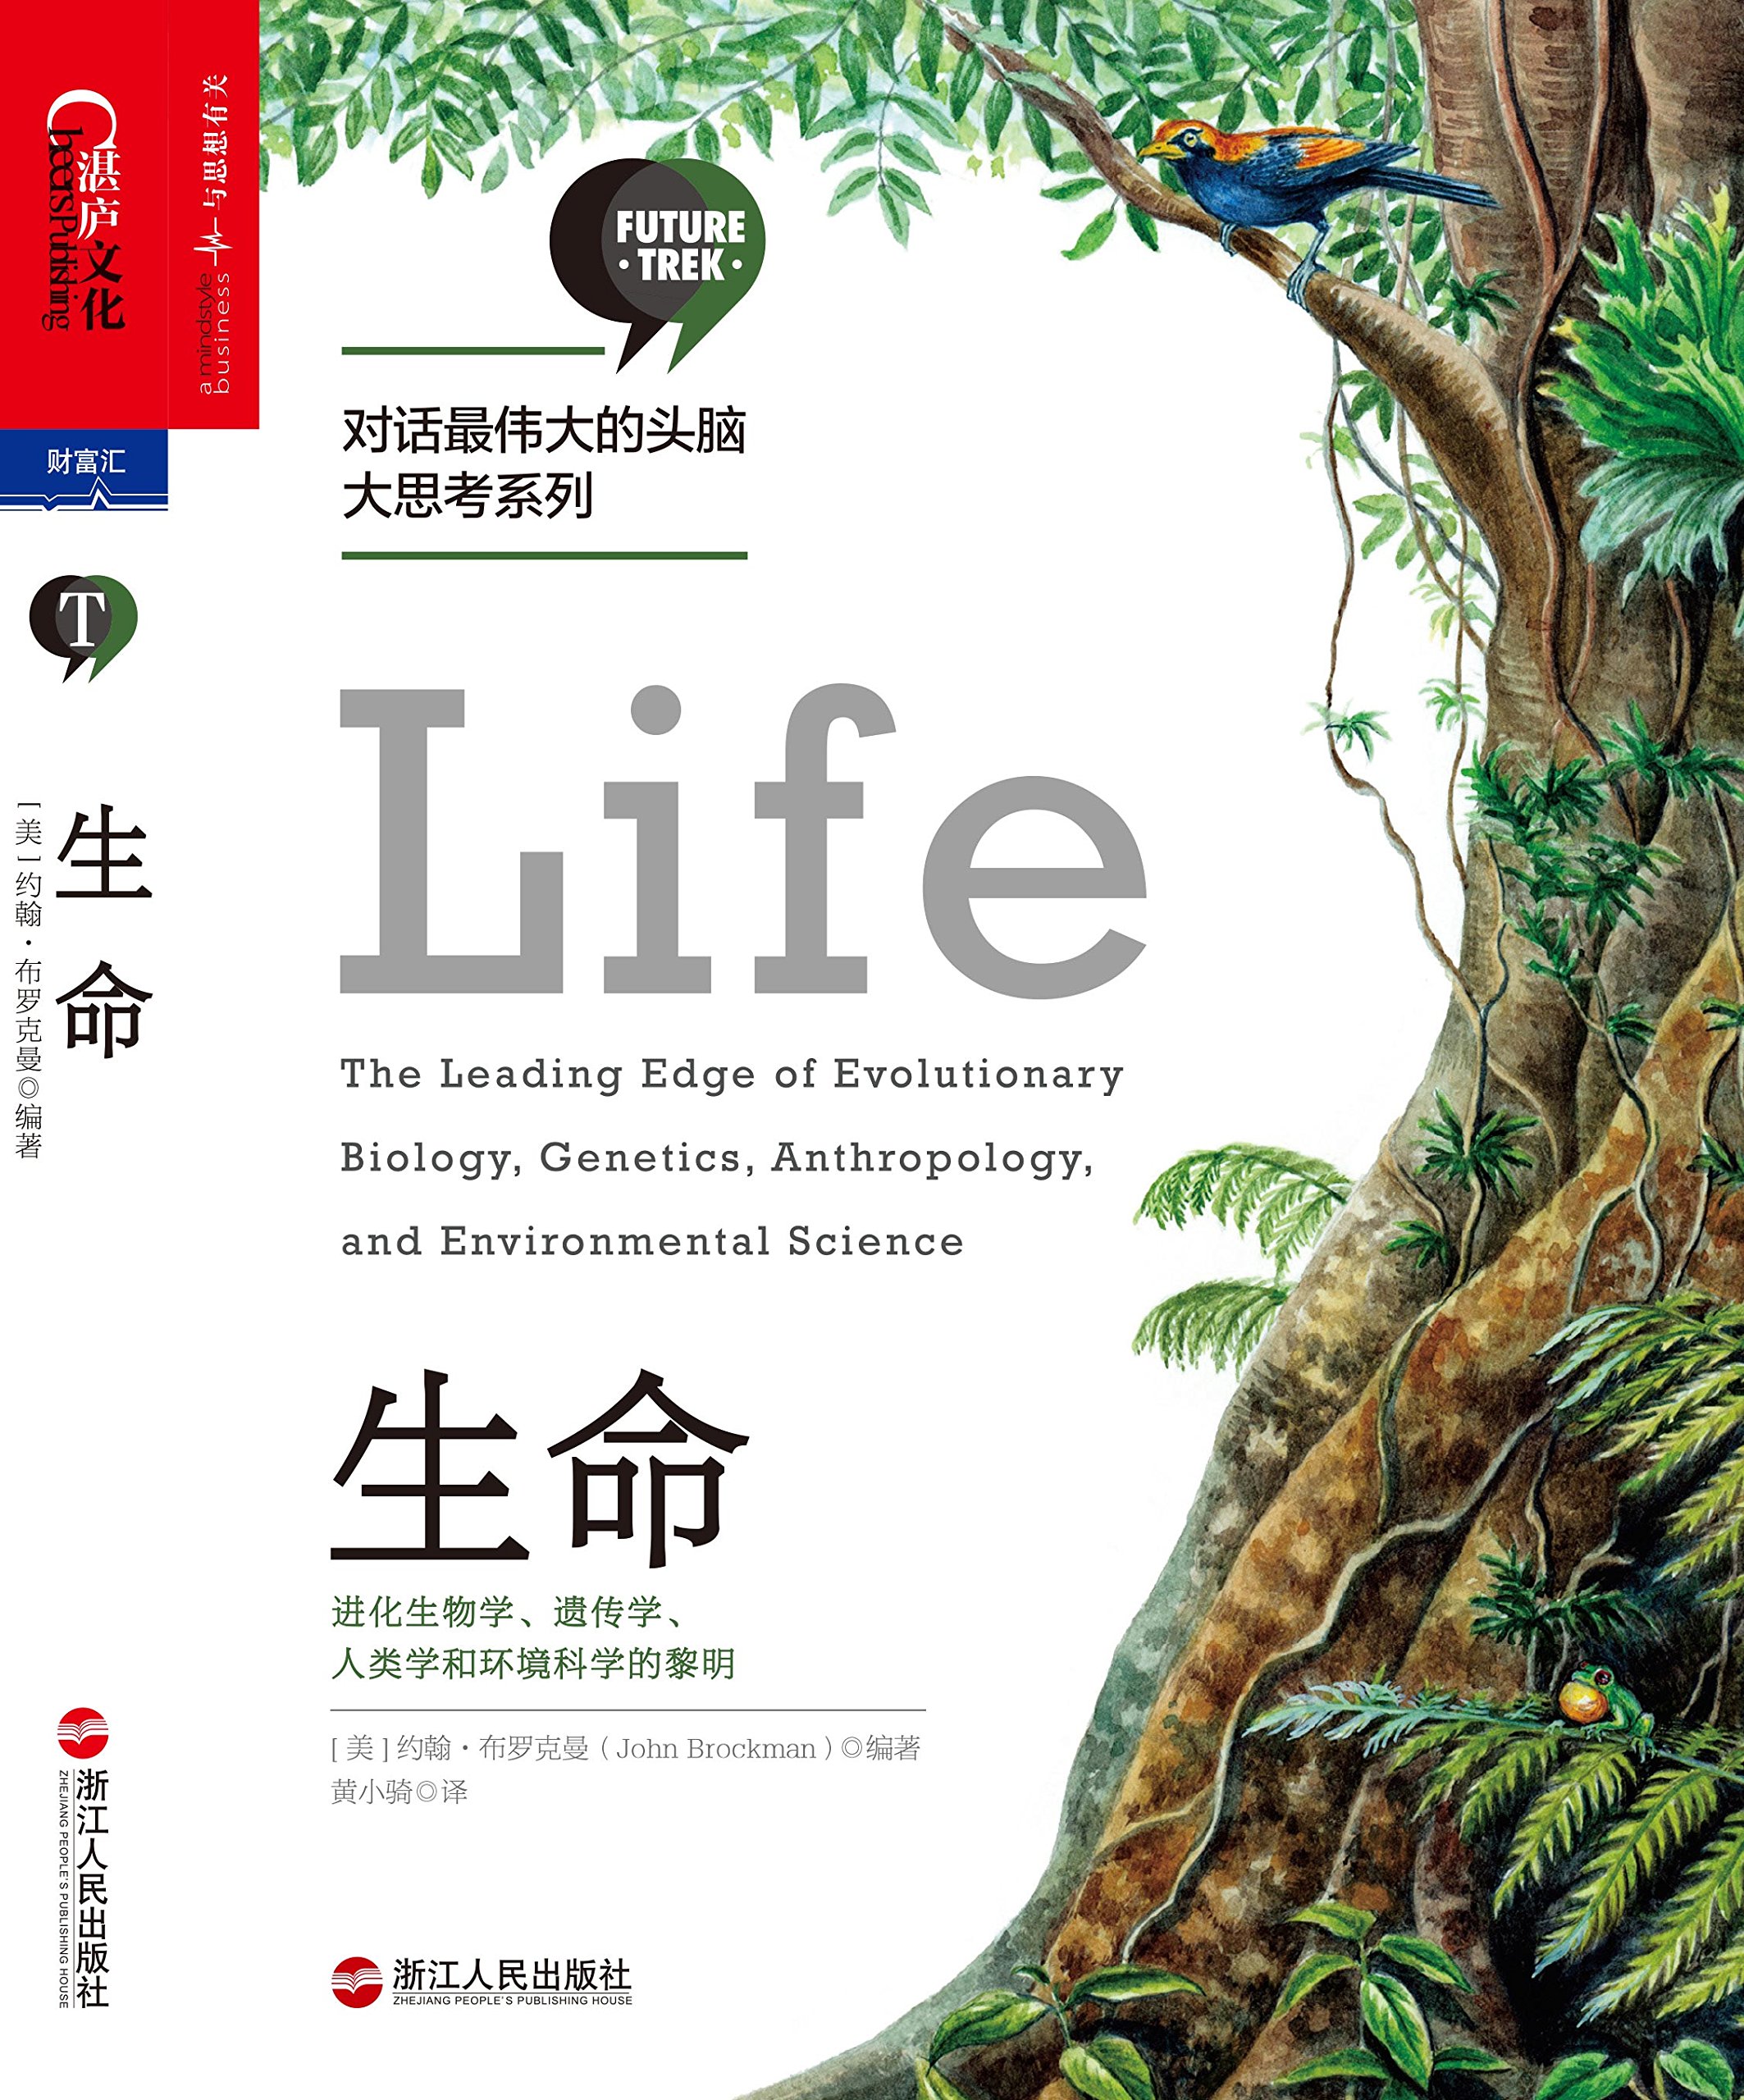 湛庐文化
Cheers Publishing
与思想有关
a mindstyle
business
财富汇
T
生命
[美]约翰·布罗克曼◎编著
浙江人民出版社
ZHEJIANG PEOPLE'S PUBLISHING HOUSE
FUTURE
·TREK·
对话最伟大的头脑
大思考系列
Life
The Leading Edge of Evolutionary
Biology, Genetics, Anthropology,
and Environmental Science
生命
进化生物学、遗传学、
人类学和环境科学的黎明
[美]约翰·布罗克曼(John Brockman)◎编著
黄小骑◎译
浙江人民出版社
ZHEJIANG PEOPLE'S PUBLISHING HOUSE